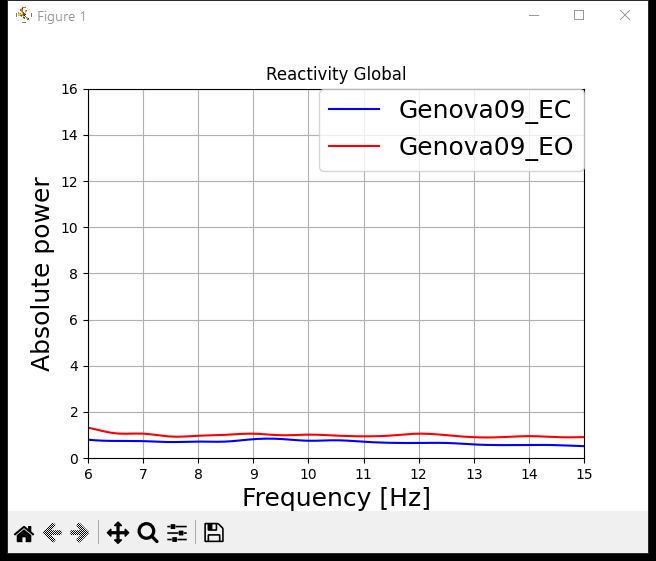 Figure 1
Reactivity Global
Genova09_EC
Genova09_EO
16
14
12
10
8
6
4
2
0
Absolute power
6 7 8 9 10 11 12 13 14 15
Frequency [Hz]